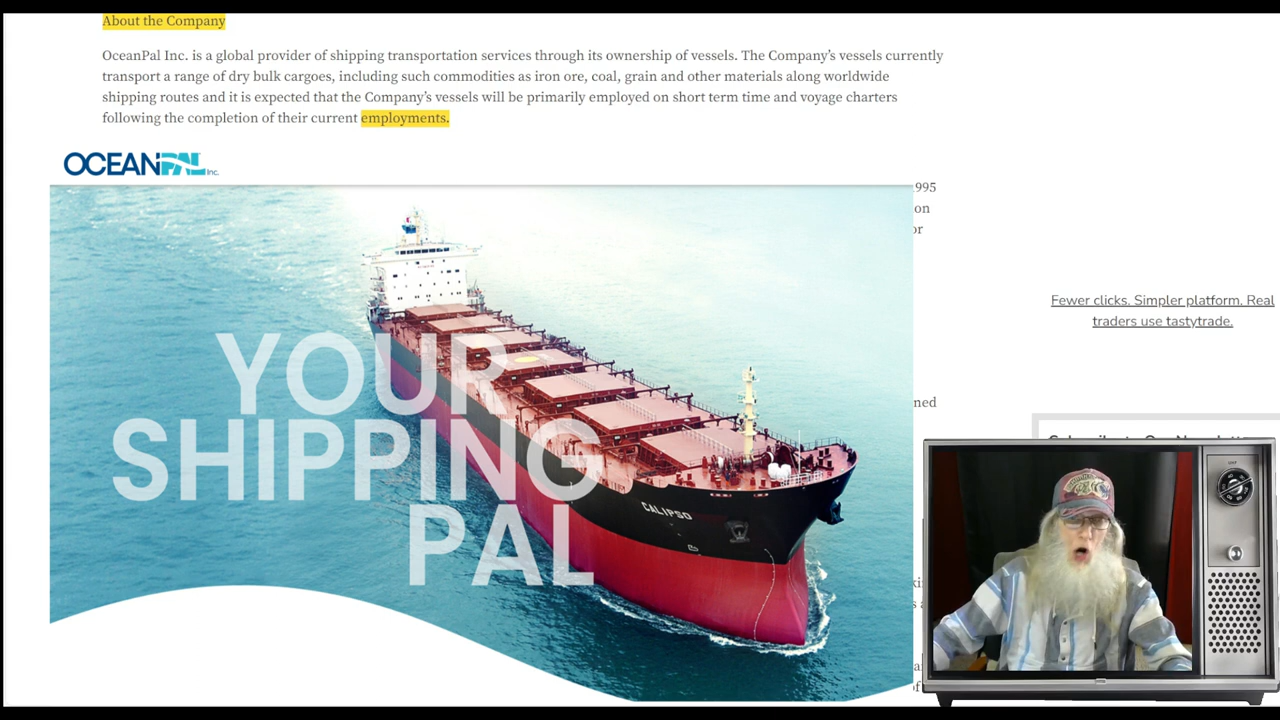 About the Company
OceanPal Inc. is a global provider of shipping transportation services through its ownership of vessels. The Company’s vessels currently
transport a range of dry bulk cargoes, including such commodities as iron ore, coal, grain and other materials along worldwide
shipping routes and it is expected that the Company’s vessels will be primarily employed on short term time and voyage charters
following the completion of their current employments.
OCEANPAL Inc.
995
on
or
YOUR
SHIPPING
PAL
CALIPSO
Fewer clicks. Simpler platform. Real
traders use tastytrade.
ned